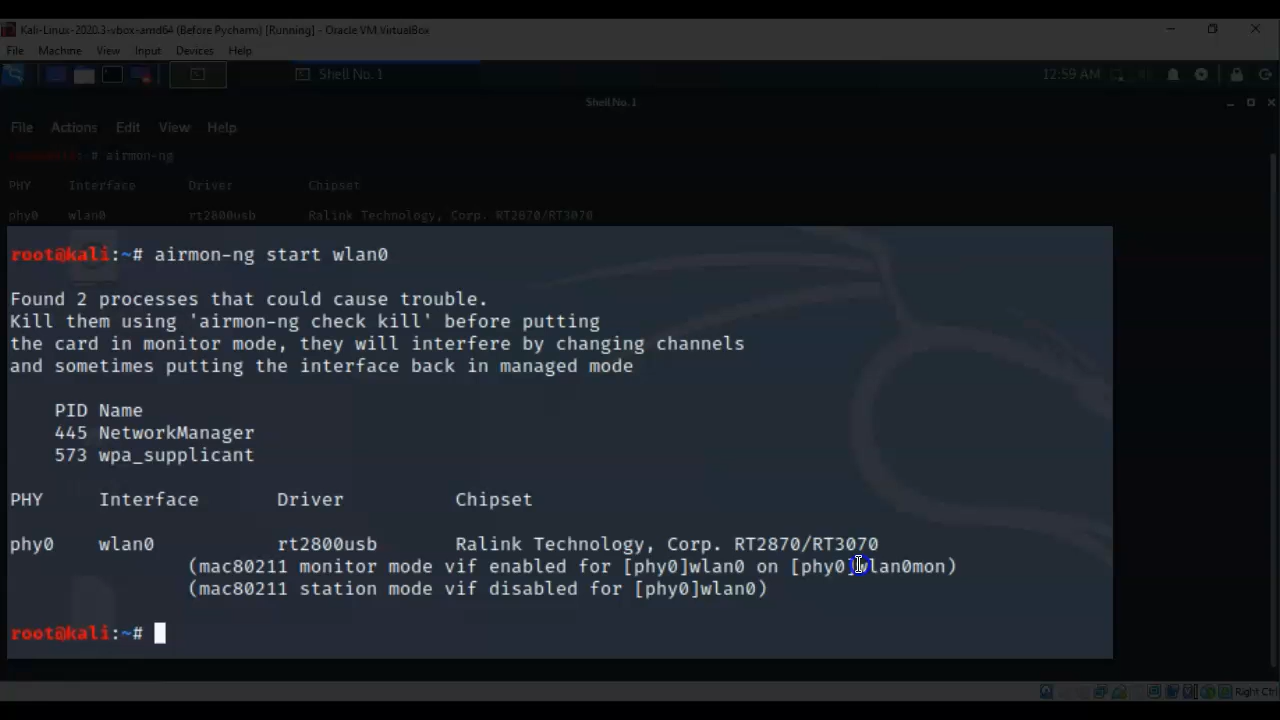 Kali-Linux-2020.3-vbox-amd64 (Before Pycharm) [Running] - Oracle VM VirtualBox
File Machine View Input Devices Help
Shell No. 1
12:59 AM
Shell No. 1
File Actions Edit View Help
root@kali:~# airmon-ng
PHY Interface Driver Chipset
phy0 wlan0 rt2800usb Ralink Technology, Corp. RT2870/RT3070
root@kali:~# airmon-ng start wlan0
Found 2 processes that could cause trouble.
Kill them using 'airmon-ng check kill' before putting
the card in monitor mode, they will interfere by changing channels
and sometimes putting the interface back in managed mode
PID Name
445 NetworkManager
573 wpa_supplicant
PHY Interface Driver Chipset
phy0 wlan0 rt2800usb Ralink Technology, Corp. RT2870/RT3070
(mac80211 monitor mode vif enabled for [phy0]wlan0 on [phy0]wlan0mon)
(mac80211 station mode vif disabled for [phy0]wlan0)
root@kali:~#
Right Ctrl